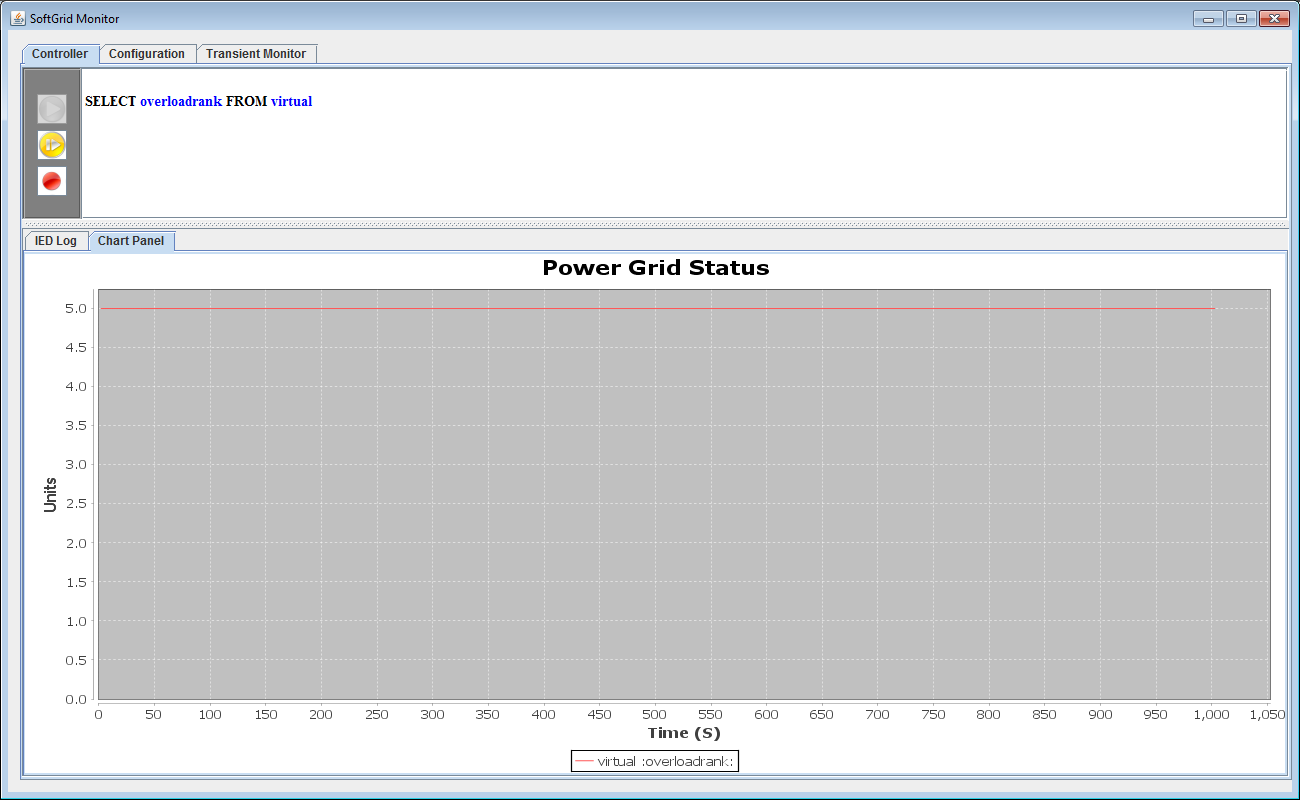 SoftGrid Monitor
Controller Configuration Transient Monitor
SELECT overloadrank FROM virtual
IED Log Chart Panel
Power Grid Status
5.0
4.5
4.0
3.5
3.0
2.5
2.0
1.5
1.0
0.5
0.0
Units
0 50 100 150 200 250 300 350 400 450 500 550 600 650 700 750 800 850 900 950 1,000 1,050
Time (S)
virtual :overloadrank: